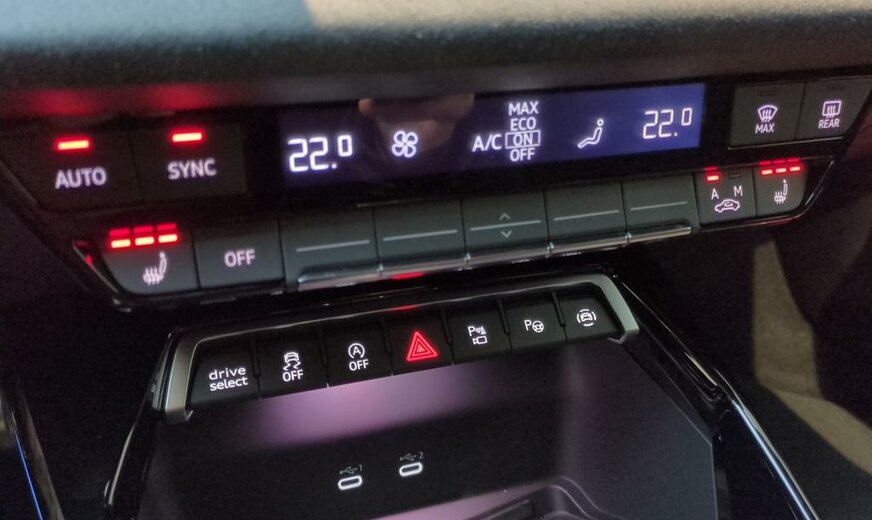 AUTO
SYNC
22.0
A/C
MAX
ECO
ON
OFF
22.0
MAX
REAR
OFF
A M
drive
select
OFF
A
OFF
P
P
1
2